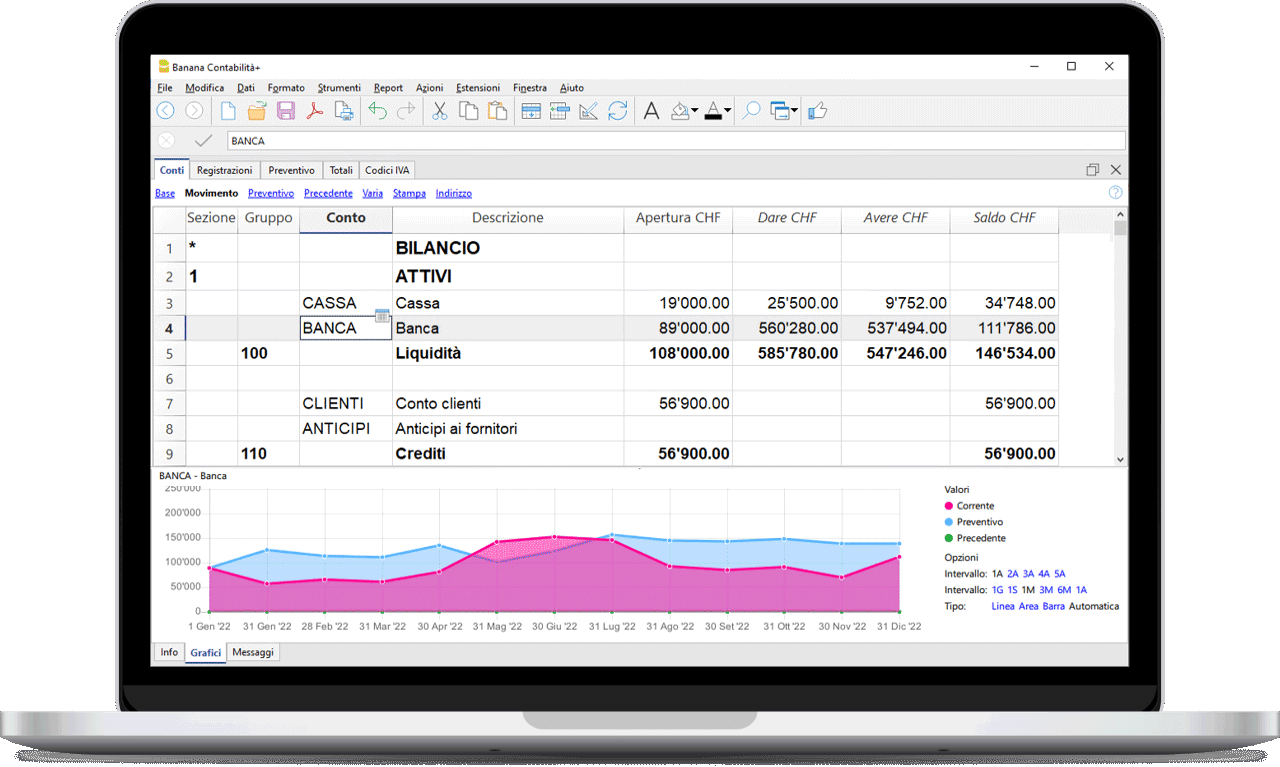 Banana Contabilità+
File Modifica Dati Formato Strumenti Report Azioni Estensioni Finestra Aiuto
BANCA
Conti Registrazioni Preventivo Totali Codici IVA
Base Movimento Preventivo Precedente Varia Stampa Indirizzo
Sezione Gruppo Conto Descrizione Apertura CHF Dare CHF Avere CHF Saldo CHF
1 * BILANCIO
2 1 ATTIVI
3 CASSA Cassa 19'000.00 25'500.00 9'752.00 34'748.00
4 BANCA Banca 89'000.00 560'280.00 537'494.00 111'786.00
5 100 Liquidità 108'000.00 585'780.00 547'246.00 146'534.00
6
7 CLIENTI Conto clienti 56'900.00 56'900.00
8 ANTICIPI Anticipi ai fornitori
9 110 Crediti 56'900.00 56'900.00
BANCA - Banca
250'000
200'000
150'000
100'000
50'000
0
1 Gen '22 31 Gen '22 28 Feb '22 31 Mar '22 30 Apr '22 31 Mag '22 30 Giu '22 31 Lug '22 31 Ago '22 30 Set '22 31 Ott '22 30 Nov '22 31 Dic '22
Valori
Corrente
Preventivo
Precedente
Opzioni
Intervallo: 1A 2A 3A 4A 5A
Intervallo: 1G 1S 1M 3M 6M 1A
Tipo: Linea Area Barra Automatica
Info Grafici Messaggi